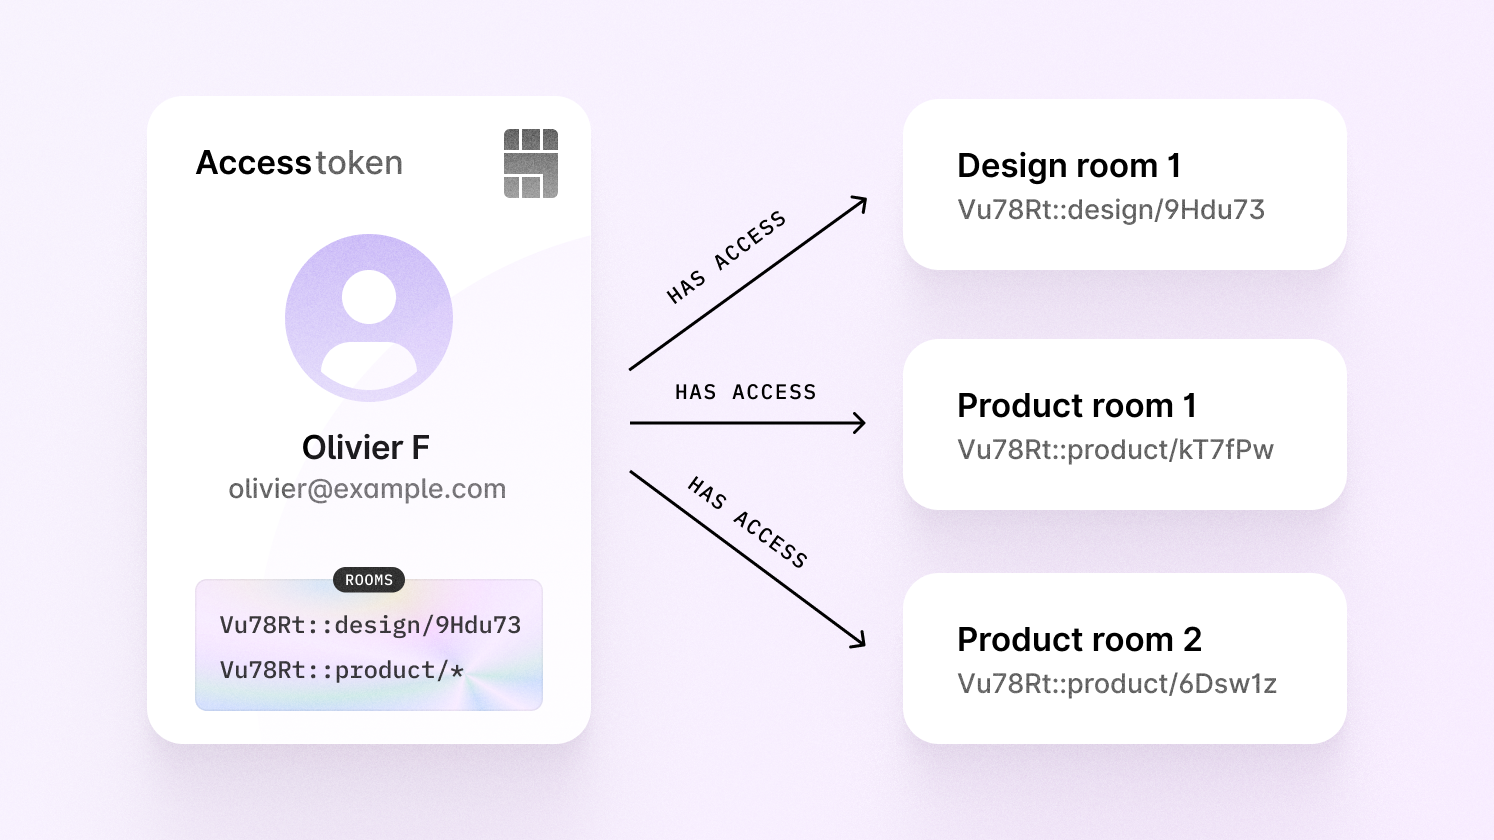 Access token
Olivier F
olivier@example.com
ROOMS
Vu78Rt::design/9Hdu73
Vu78Rt::product/*
HAS ACCESS
HAS ACCESS
HAS ACCESS
Design room 1
Vu78Rt::design/9Hdu73
Product room 1
Vu78Rt::product/kT7fPw
Product room 2
Vu78Rt::product/6Dsw1z